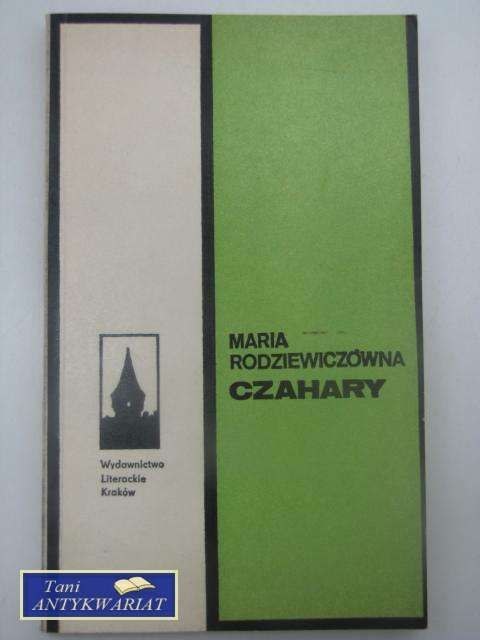 MARIA
RODZIEWICZÓWNA
CZAHARY
Wydawnictwo
Literackie
Kraków
Tani
ANTYKWARIAT